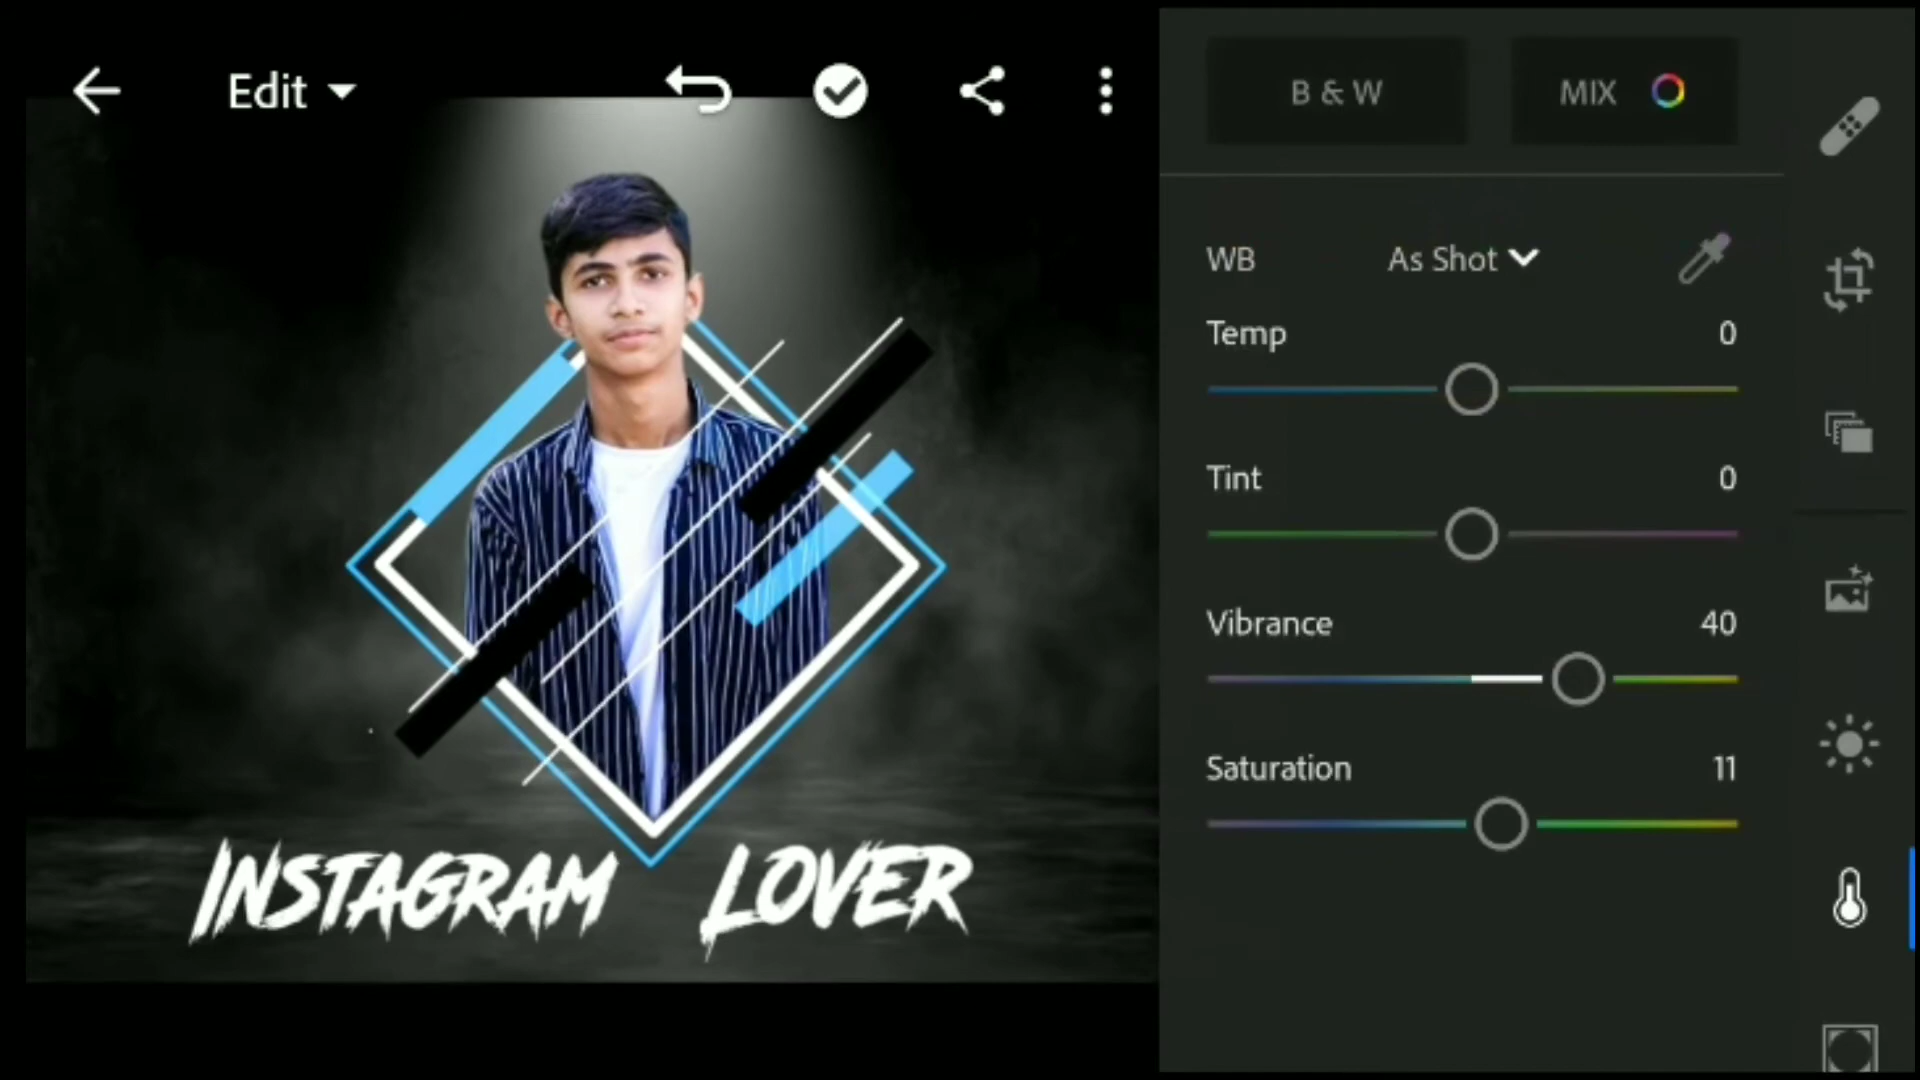 Edit
B & W
MIX
WB
As Shot
Temp
0
Tint
0
Vibrance
40
Saturation
11
INSTAGRAM LOVER